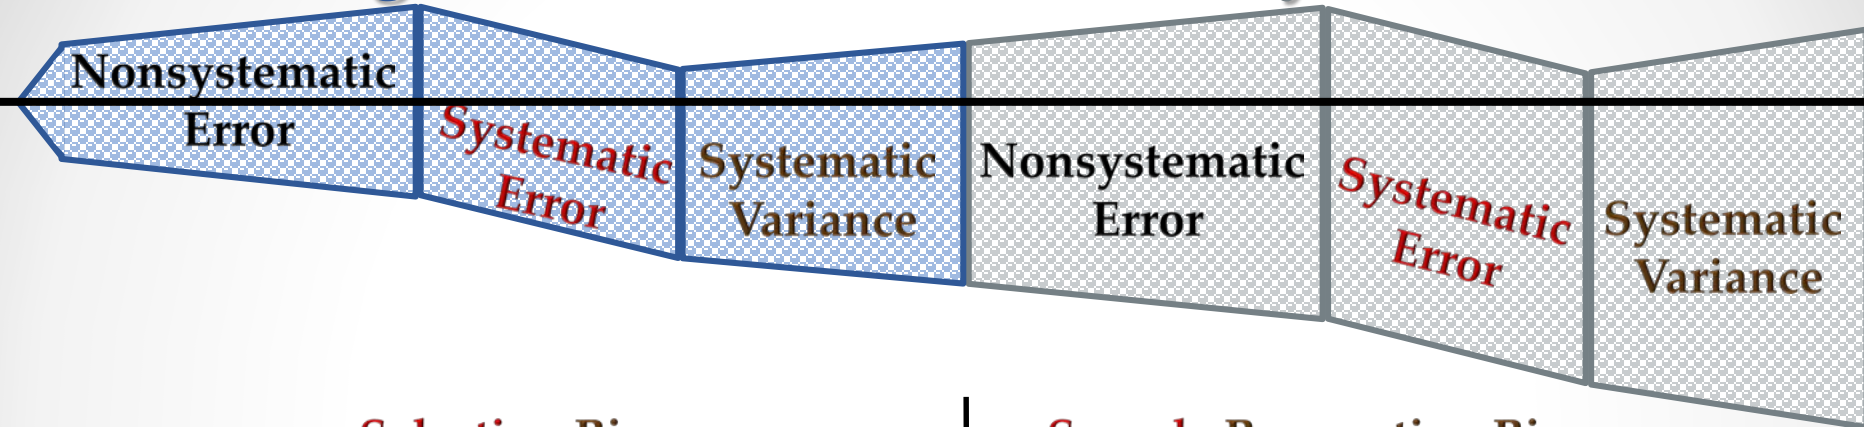 Nonsystematic
Error
Systematic
Error
Systematic
Variance
Nonsystematic
Error
Systematic
Error
Systematic
Variance